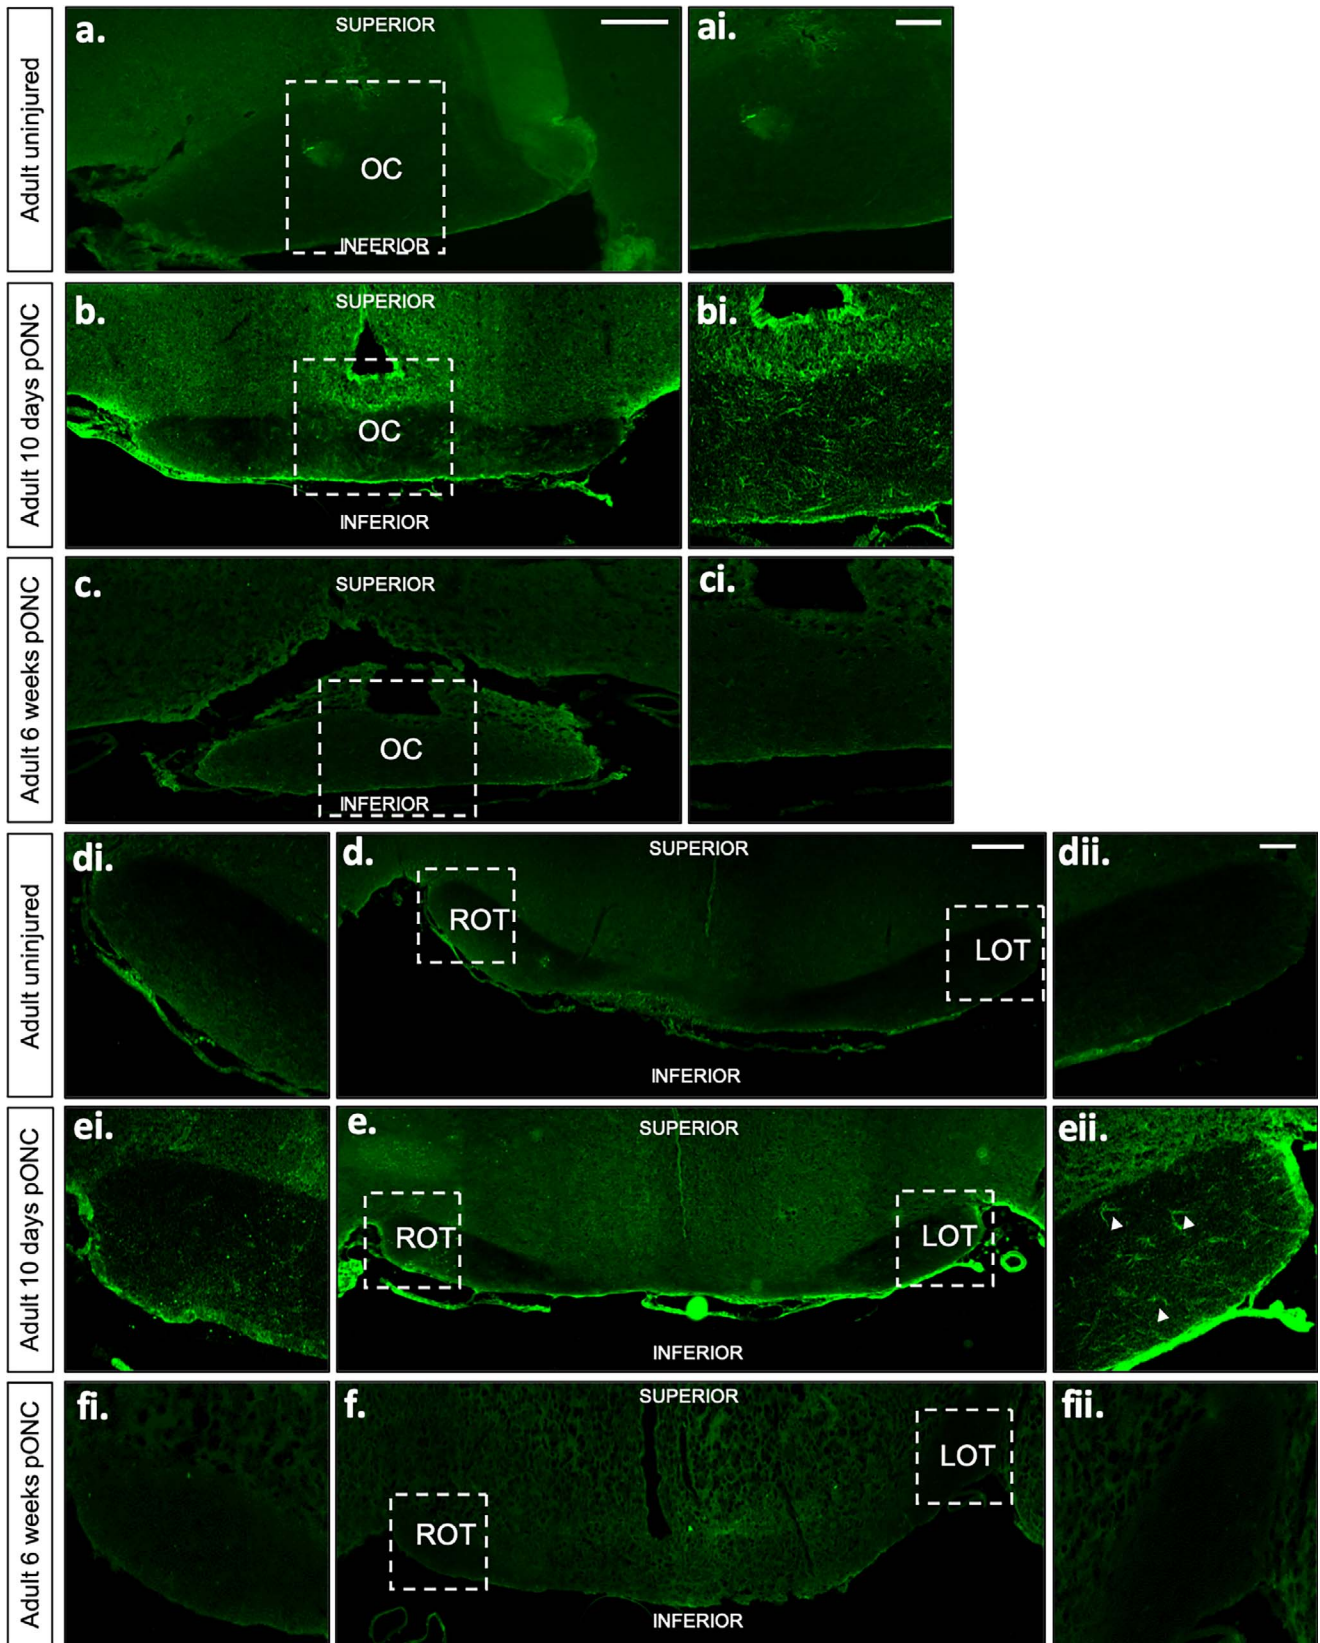 Adult uninjured
a.
SUPERIOR
OC
INFERIOR
ai.
Adult 10 days pONC
b.
SUPERIOR
OC
INFERIOR
bi.
Adult 6 weeks pONC
c.
SUPERIOR
OC
INFERIOR
ci.
Adult uninjured
di.
d.
SUPERIOR
ROT
LOT
INFERIOR
dii.
Adult 10 days pONC
ei.
e.
SUPERIOR
ROT
LOT
INFERIOR
eii.
Adult 6 weeks pONC
fi.
f.
SUPERIOR
LOT
ROT
INFERIOR
fii.